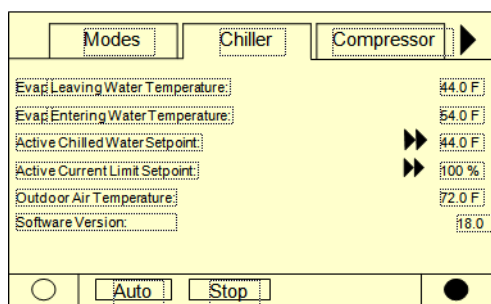 Modes Chiller Compressor
Evap Leaving Water Temperature: 44.0 F
Evap Entering Water Temperature: 54.0 F
Active Chilled Water Setpoint: 44.0 F
Active Current Limit Setpoint: 100 %
Outdoor Air Temperature: 72.0 F
Software Version: 18.0
Auto Stop